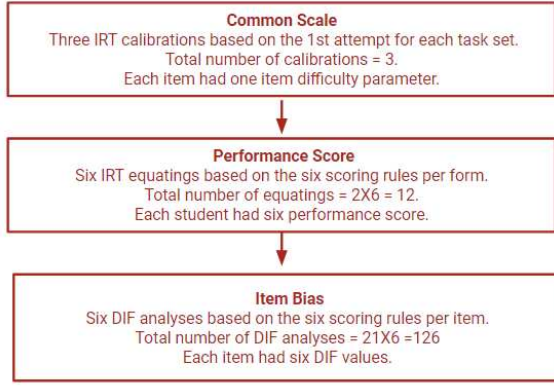 Common Scale
Three IRT calibrations based on the 1st attempt for each task set.
Total number of calibrations = 3.
Each item had one item difficulty parameter.
Performance Score
Six IRT equatings based on the six scoring rules per form.
Total number of equatings = 2X6 = 12.
Each student had six performance score.
Item Bias
Six DIF analyses based on the six scoring rules per item.
Total number of DIF analyses = 21X6 =126
Each item had six DIF values.